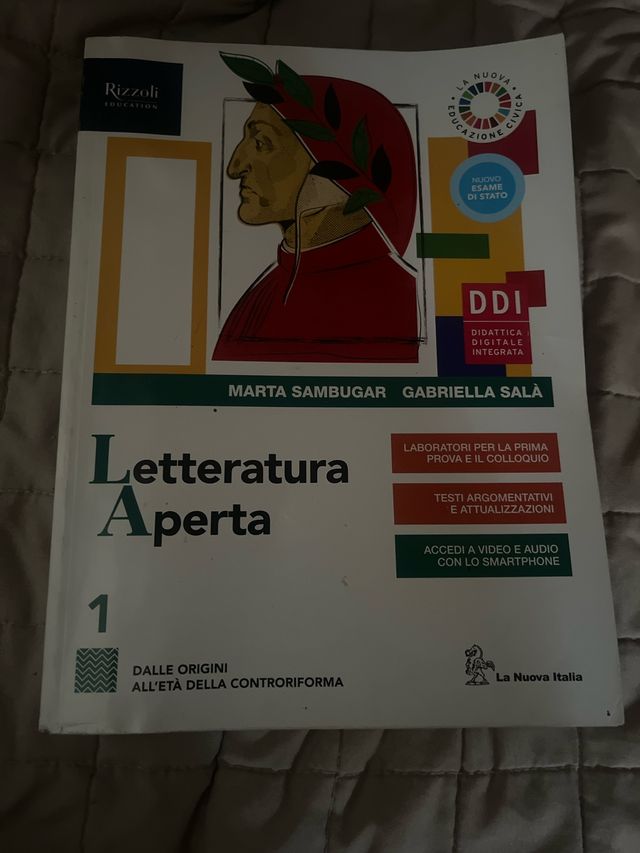 Rizzoli
EDUCATION
LA NUOVA
EDUCAZIONE CIVICA
NUOVO
ESAME
DI STATO
DDI
DIDATTICA
DIGITALE
INTEGRATA
MARTA SAMBUGAR GABRIELLA SALÀ
Letteratura
Aperta
LABORATORI PER LA PRIMA
PROVA E IL COLLOQUIO
TESTI ARGOMENTATIVI
E ATTUALIZZAZIONI
ACCEDI A VIDEO E AUDIO
CON LO SMARTPHONE
1
DALLE ORIGINI
ALL'ETÀ DELLA CONTRORIFORMA
La Nuova Italia